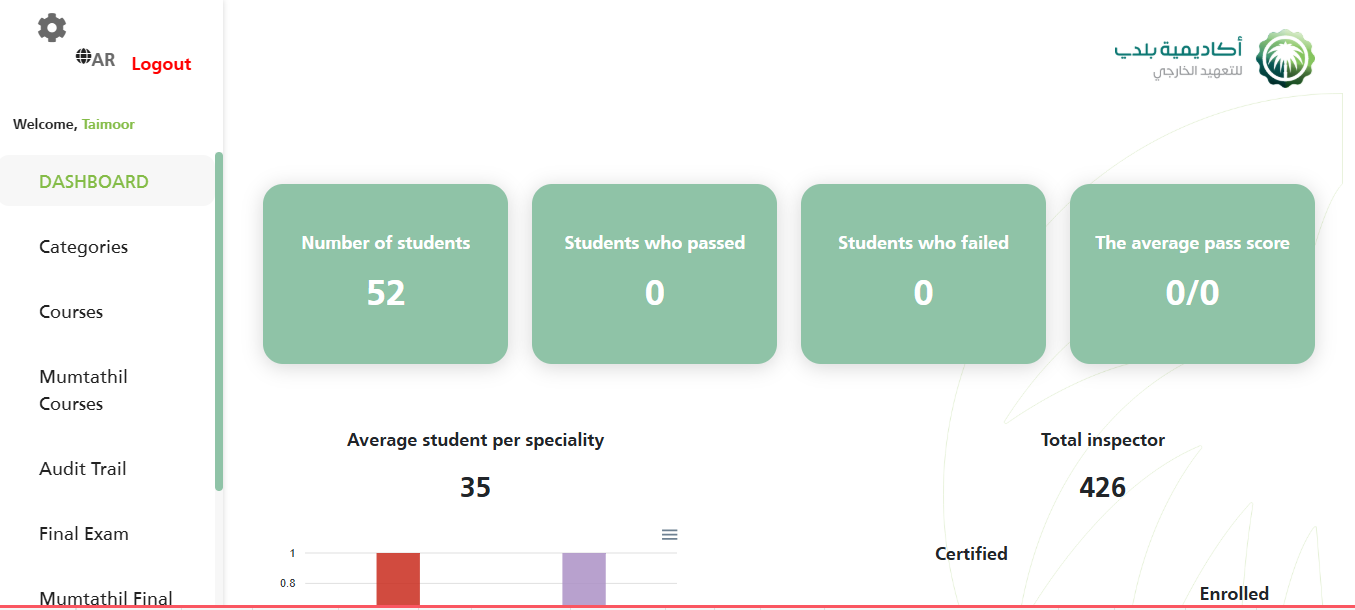 AR
Logout
Welcome, Taimoor
DASHBOARD
Categories
Courses
Mumtathil
Courses
Audit Trail
Final Exam
Mumtathil Final
أكاديمية بلدي
للتعهيد الخارجي
Number of students
52
Students who passed
0
Students who failed
0
The average pass score
0/0
Average student per speciality
35
1
0.8
Total inspector
426
Certified
Enrolled